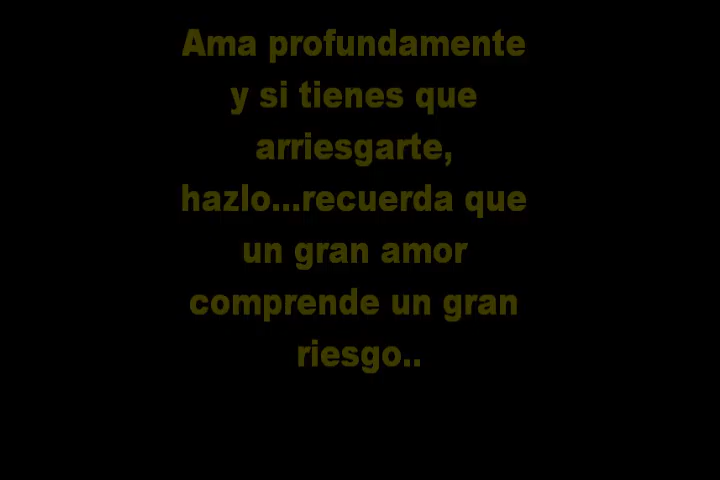 Ama profundamente
y si tienes que
arriesgarte,
hazlo...recuerda que
un gran amor
comprende un gran
riesgo..